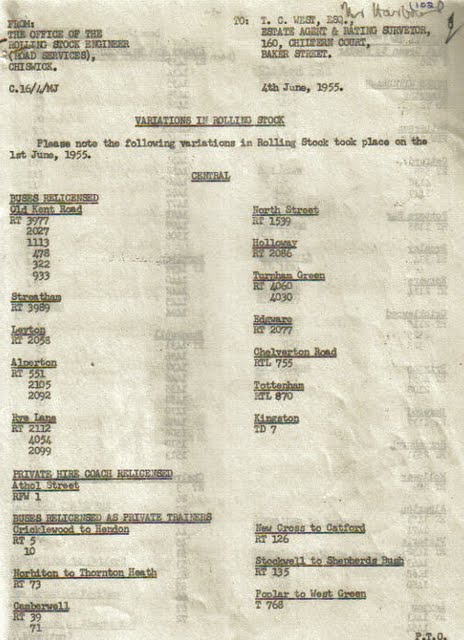 Mr
(102)
FROM:
THE OFFICE OF THE
ROLLING STOCK ENGINEER
(ROAD SERVICES),
CHISWICK.
C.16/4/MJ
TO: T. C. WEST, ESQ.,
ESTATE AGENT & RATING SURVEYOR,
160, CHILTERN COURT,
BAKER STREET.
4th June, 1955.
VARIATIONS IN ROLLING STOCK
Please note the following variations in Rolling Stock took place on the
1st June, 1955.
CENTRAL
BUSES RELICENSED
Old Kent Road
RT 3977
2027
1113
478
322
933
Streatham
RT 3989
Leyton
RT 2058
Alperton
RT 551
2105
2092
Rye Lane
RT 2112
4054
2099
North Street
RT 1539
Holloway
RT 2086
Turnham Green
RT 4060
4030
Edgware
RT 2077
Chelverton Road
RTL 755
Tottenham
RTL 870
Kingston
TD 7
PRIVATE HIRE COACH RELICENSED
Athol Street
RFW 1
BUSES RELICENSED AS PRIVATE TRAINERS
Cricklewood to Hendon
RT 5
10
Norbiton to Thornton Heath
RT 73
Camberwell
RT 39
71
New Cross to Catford
RT 126
Stockwell to Shepherds Bush
RT 135
Poplar to West Green
T 768
P.T.O.